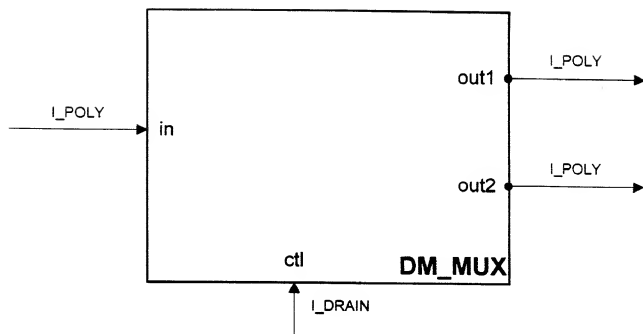 I_POLY
out1
I_POLY
in
I_POLY
out2
ctl
DM_MUX
I_DRAIN